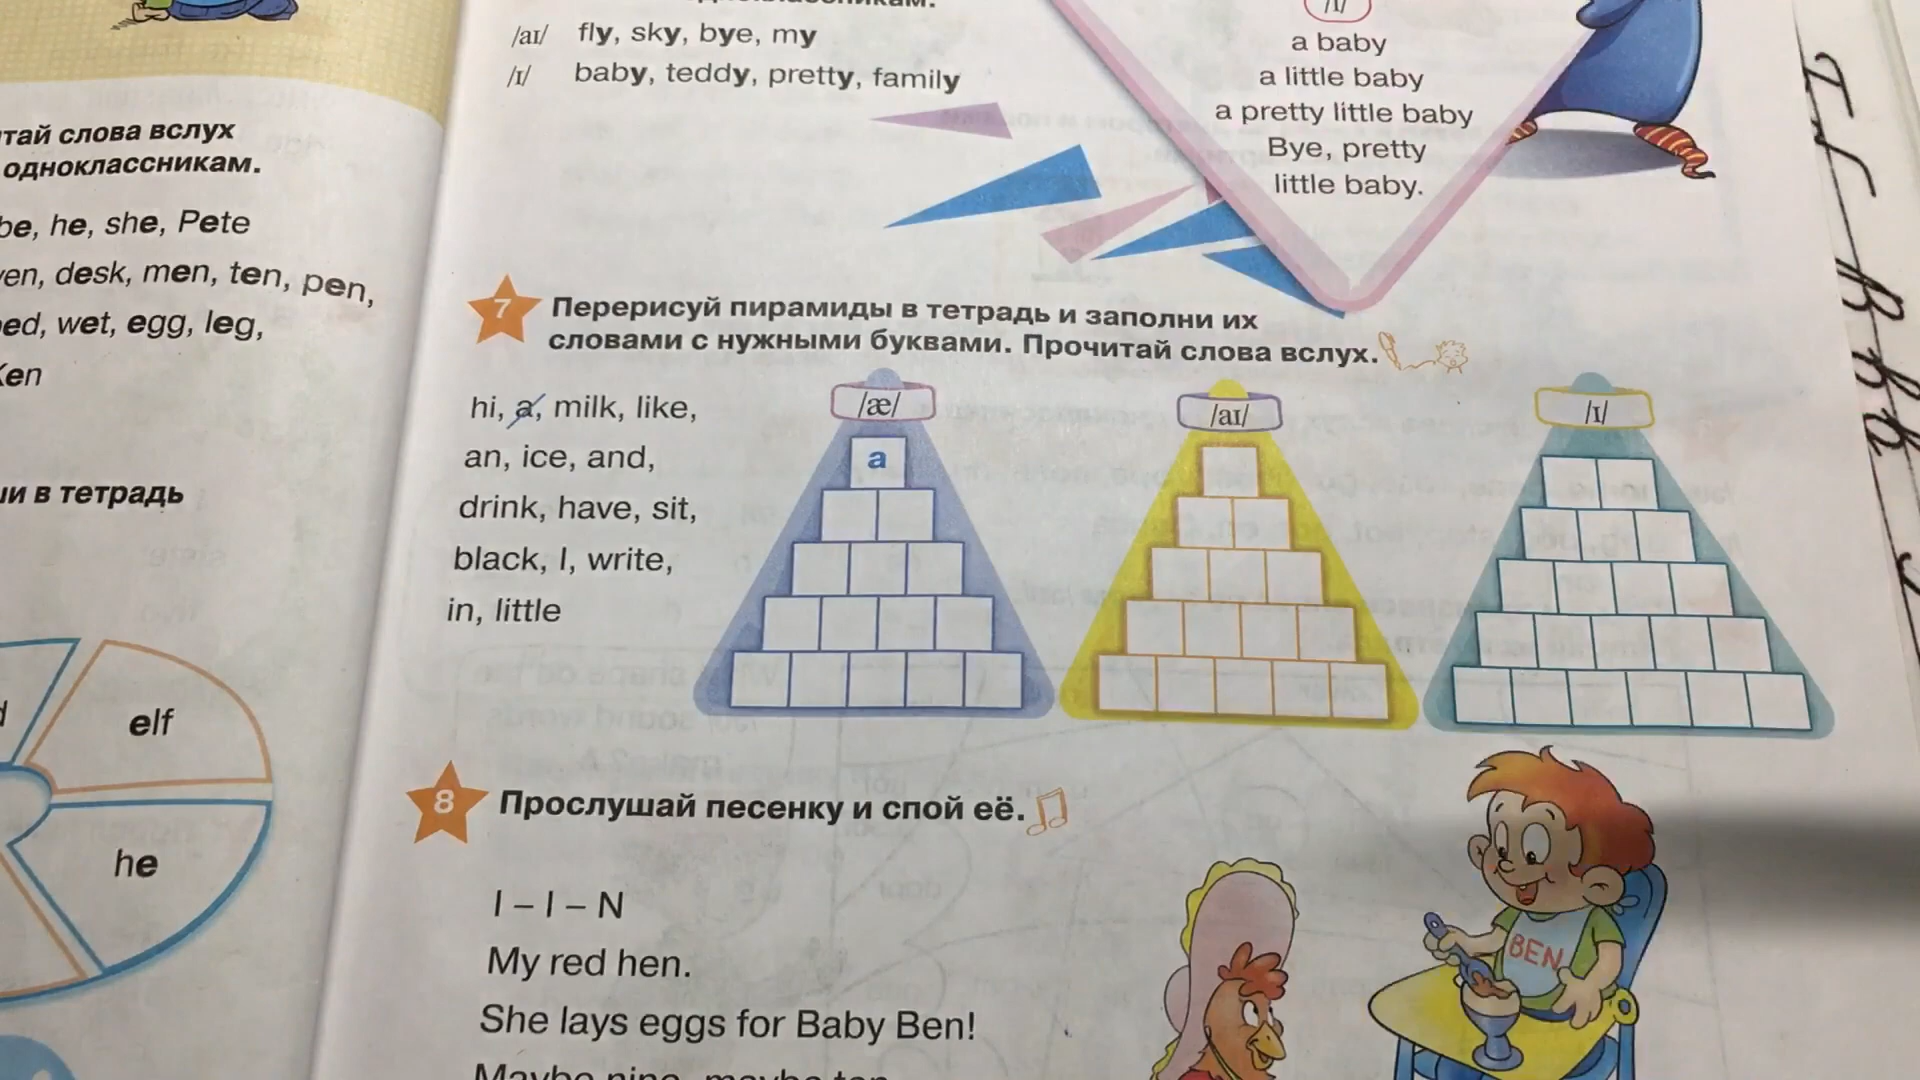 /aɪ/ fly, sky, bye, my
/ɪ/ baby, teddy, pretty, family
/ɪ/
a baby
a little baby
a pretty little baby
Bye, pretty
little baby.
слова вслух
одноклассникам.
be, he, she, Pete
desk, men, ten, pen,
wet, egg, leg,
в тетрадь
elf
he
7
Перерисуй пирамиды в тетрадь и заполни их
словами с нужными буквами. Прочитай слова вслух.
hi, a, milk, like,
an, ice, and,
drink, have, sit,
black, I, write,
in, little
/æ/
a
/aɪ/
/ɪ/
8
Прослушай песенку и спой её.
I – I – N
My red hen.
She lays eggs for Baby Ben!
Maybe nine, maybe ten
BEN